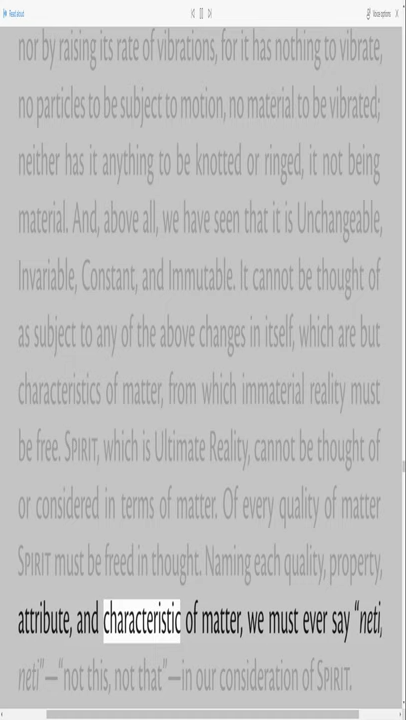 Read aloud
Voice options
nor by raising its rate of vibrations, for it has nothing to vibrate,
no particles to be subject to motion, no material to be vibrated;
neither has it anything to be knotted or ringed, it not being
material. And, above all, we have seen that it is Unchangeable,
Invariable, Constant, and Immutable. It cannot be thought of
as subject to any of the above changes in itself, which are but
characteristics of matter, from which immaterial reality must
be free. SPIRIT, which is Ultimate Reality, cannot be thought of
or considered in terms of matter. Of every quality of matter
SPIRIT must be freed in thought. Naming each quality, property,
attribute, and characteristic of matter, we must ever say “neti,
neti”—“not this, not that”—in our consideration of SPIRIT.